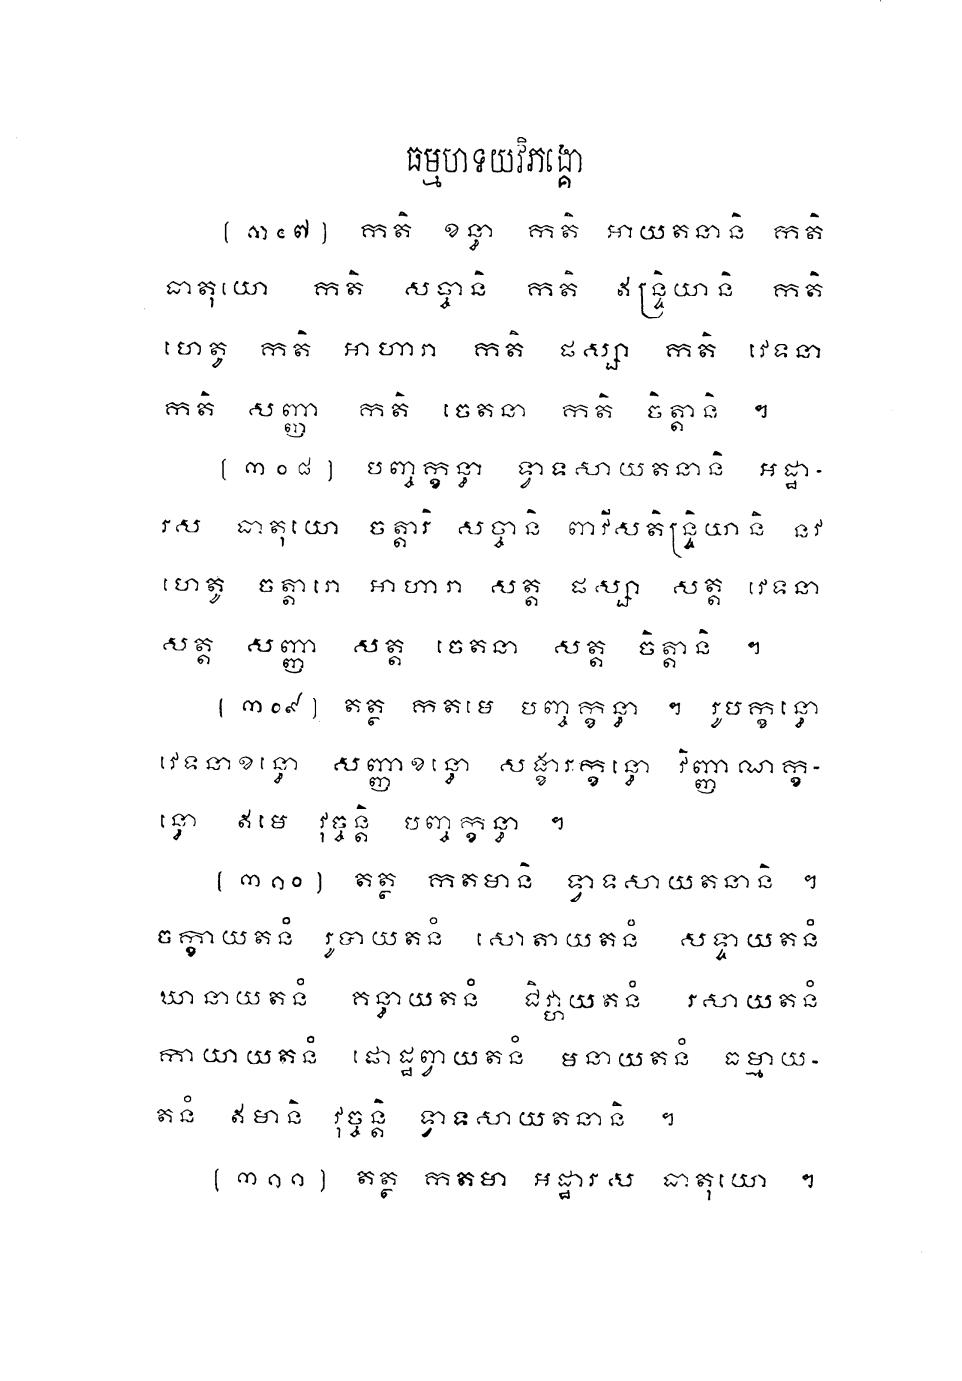 ធម្មហទយវិភង្គោ
(៣០៧) កតិ ខន្ធា កតិ អាយតនានិ កតិ
ធាតុយោ កតិ សច្ចានិ កតិ ឥន្ទ្រិយានិ កតិ
ហេតូ កតិ អាហារា កតិ ផស្សា កតិ វេទនា
កតិ សញ្ញា កតិ ចេតនា កតិ ចិត្តានិ ។
(៣០៨) បញ្ចក្ខន្ធា ទ្វាទសាយតនានិ អដ្ឋា-
រស ធាតុយោ ចត្តារិ សច្ចានិ ពាវីសតិន្ទ្រិយានិ នវ
ហេតូ ចត្តារោ អាហារា សត្ត ផស្សា សត្ត វេទនា
សត្ត សញ្ញា សត្ត ចេតនា សត្ត ចិត្តានិ ។
(៣០៩) តត្ថ កតមេ បញ្ចក្ខន្ធា ។ រូបក្ខន្ធោ
វេទនាខន្ធោ សញ្ញាខន្ធោ សង្ខារក្ខន្ធោ វិញ្ញាណក្ខ-
ន្ធោ ឥមេ វុច្ចន្តិ បញ្ចក្ខន្ធា ។
(៣១០) តត្ថ កតមានិ ទ្វាទសាយតនានិ ។
ចក្ខ្វាយតនំ រូបាយតនំ សោតាយតនំ សទ្ទាយតនំ
ឃានាយតនំ គន្ធាយតនំ ជិវ្ហាយតនំ រសាយតនំ
កាយាយតនំ ផោដ្ឋព្វាយតនំ មនាយតនំ ធម្មាយ-
តនំ ឥមានិ វុច្ចន្តិ ទ្វាទសាយតនានិ ។
(៣១១) តត្ថ កតមា អដ្ឋារស ធាតុយោ ។